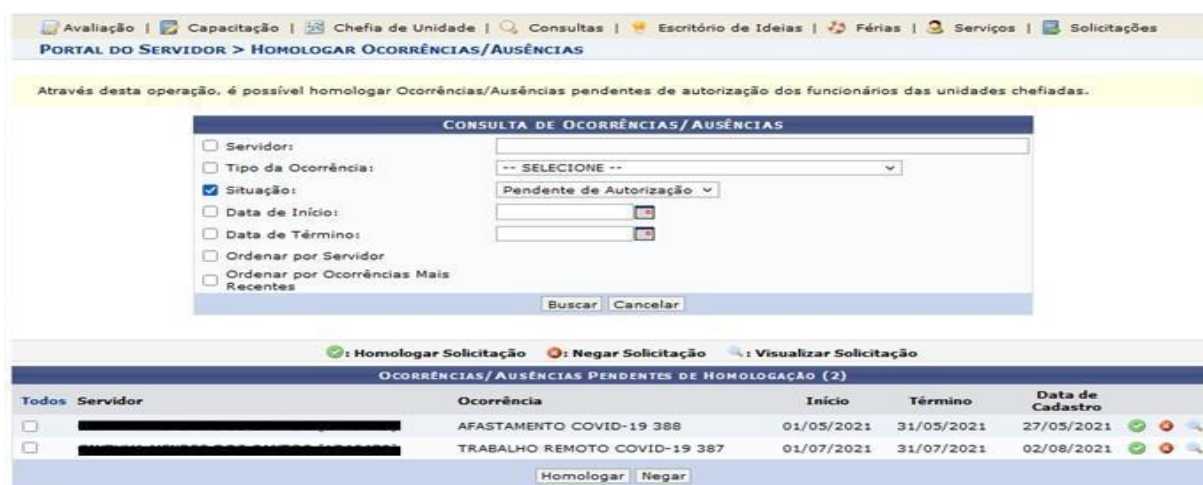 Avaliação | Capacitação | Chefia de Unidade | Consultas | Escritório de Ideias | Férias | Serviços | Solicitações
PORTAL DO SERVIDOR > HOMOLOGAR OCORRÊNCIAS/AUSÊNCIAS
Através desta operação, é possível homologar Ocorrências/Ausências pendentes de autorização dos funcionários das unidades chefiadas.
CONSULTA DE OCORRÊNCIAS/AUSÊNCIAS
Servidor:
Tipo da Ocorrência: -- SELECIONE --
Situação: Pendente de Autorização
Data de Início:
Data de Término:
Ordenar por Servidor
Ordenar por Ocorrências Mais
Recentes
Buscar Cancelar
: Homologar Solicitação : Negar Solicitação : Visualizar Solicitação
OCORRÊNCIAS/AUSÊNCIAS PENDENTES DE HOMOLOGAÇÃO (2)
Todos Servidor Ocorrência Início Término Data de Cadastro
AFASTAMENTO COVID-19 388 01/05/2021 31/05/2021 27/05/2021
TRABALHO REMOTO COVID-19 387 01/07/2021 31/07/2021 02/08/2021
Homologar Negar